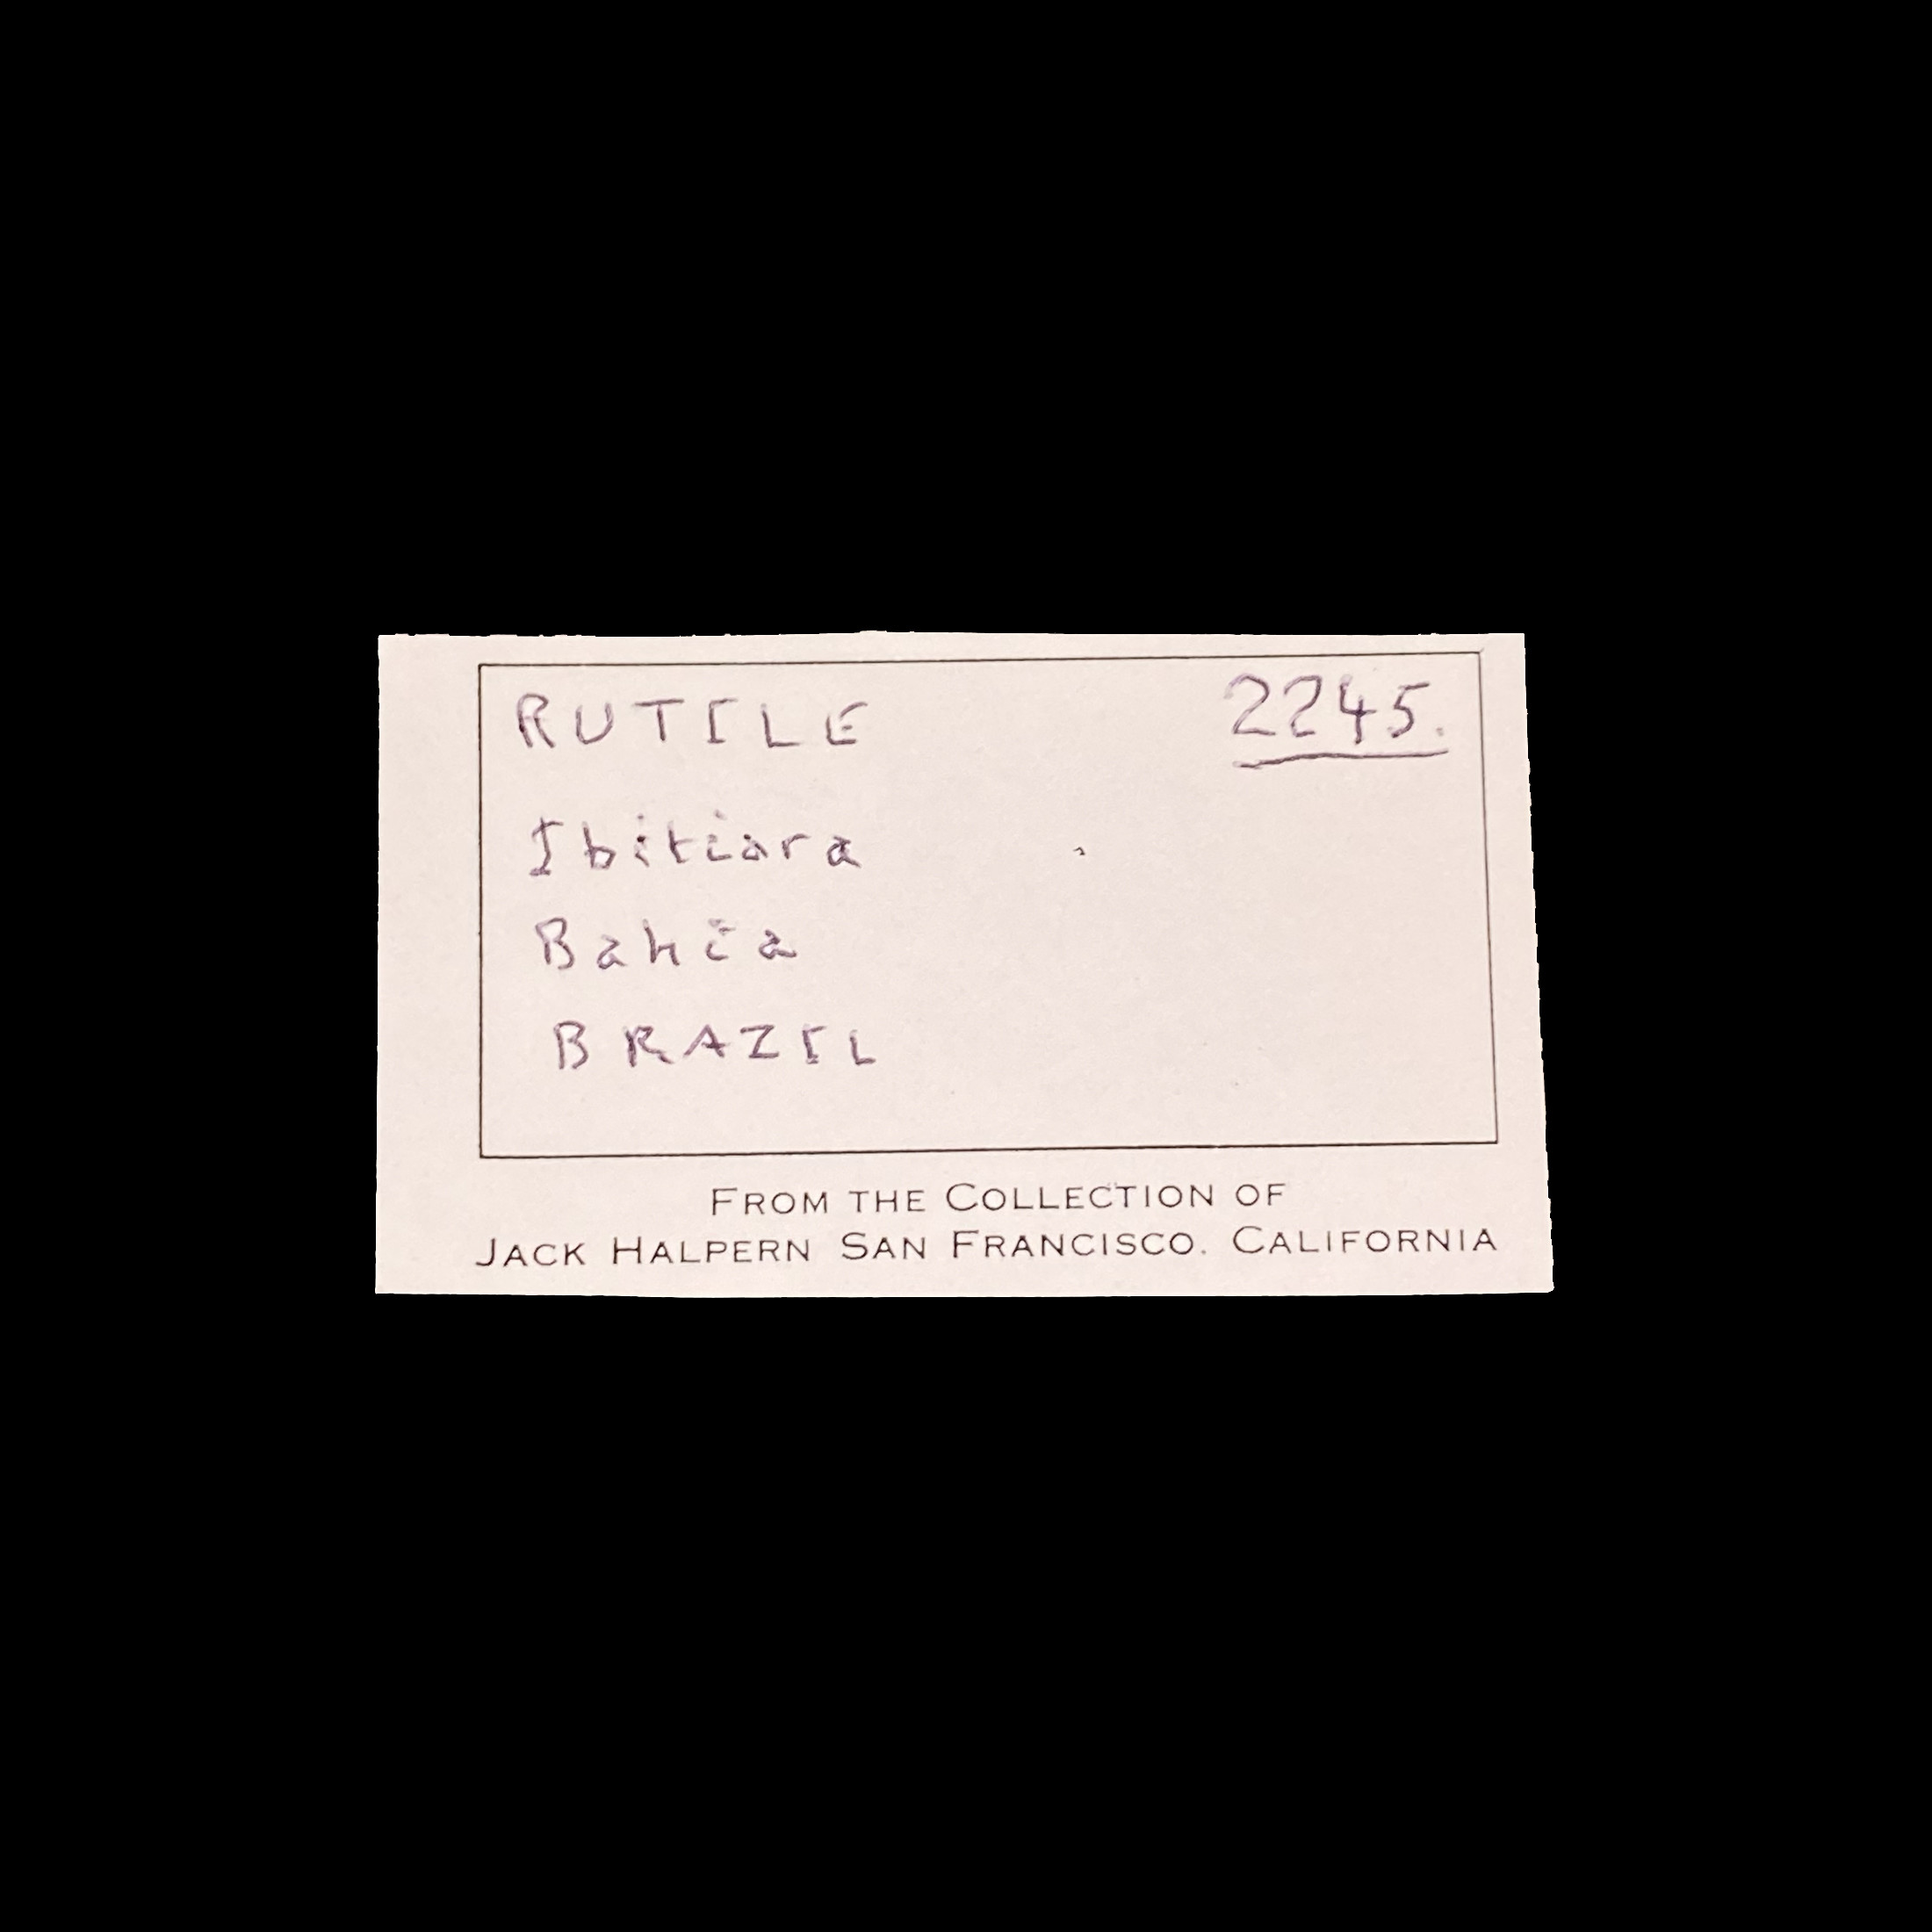 RUTILE 2245.
Ibitiara
Bahia
BRAZIL
FROM THE COLLECTION OF
JACK HALPERN SAN FRANCISCO. CALIFORNIA